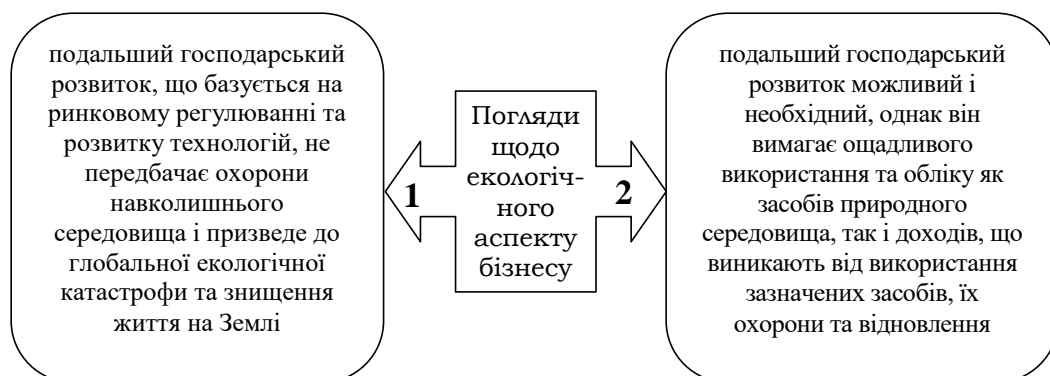 подальший господарський
розвиток, що базується на
ринковому регулюванні та
розвитку технологій, не
передбачає охорони
навколишнього
середовища і призведе до
глобальної екологічної
катастрофи та знищення
життя на Землі
1
Погляди
щодо
екологіч-
ного
аспекту
бізнесу
2
подальший господарський
розвиток можливий і
необхідний, однак він
вимагає ощадливого
використання та обліку як
засобів природного
середовища, так і доходів, що
виникають від використання
зазначених засобів, їх
охорони та відновлення